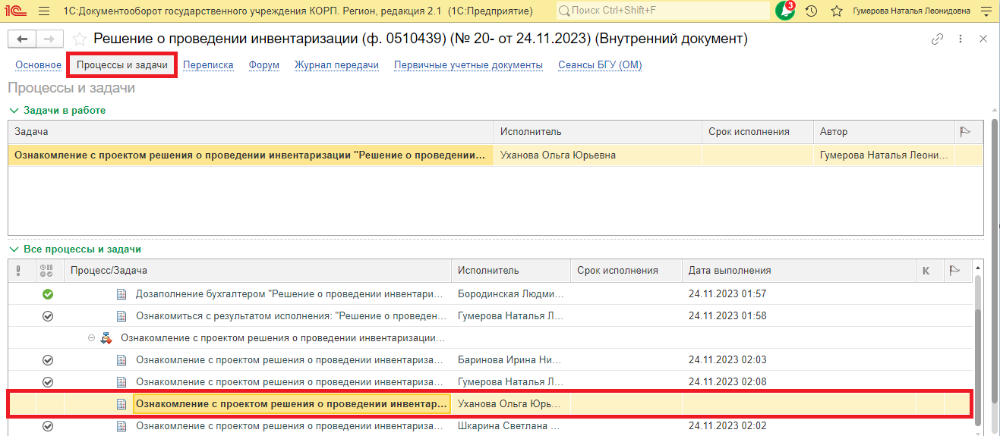 1С:Документооборот государственного учреждения КОРП. Регион, редакция 2.1 (1С:Предприятие) Поиск Ctrl+Shift+F 3 Гумерова Наталья Леонидовна
Решение о проведении инвентаризации (ф. 0510439) (№ 20- от 24.11.2023) (Внутренний документ)
Основное Процессы и задачи Переписка Форум Журнал передачи Первичные учетные документы Сеансы БГУ (ОМ)
Процессы и задачи
Задачи в работе
Задача Исполнитель Срок исполнения Автор
Ознакомление с проектом решения о проведении инвентаризации "Решение о проведении... Уханова Ольга Юрьевна Гумерова Наталья Леони...
Все процессы и задачи
Процесс/Задача Исполнитель Срок исполнения Дата выполнения К
Дозаполнение бухгалтером "Решение о проведении инвентари... Бородинская Людми... 24.11.2023 01:57
Ознакомиться с результатом исполнения: "Решение о проведен... Гумерова Наталья Л... 24.11.2023 01:58
Ознакомление с проектом решения о проведении инвентаризации...
Ознакомление с проектом решения о проведении инвентариза... Баринова Ирина Ни... 24.11.2023 02:03
Ознакомление с проектом решения о проведении инвентариза... Гумерова Наталья Л... 24.11.2023 02:08
Ознакомление с проектом решения о проведении инвентар... Уханова Ольга Юрь...
Ознакомление с проектом решения о проведении инвентариза... Шкарина Светлана ... 24.11.2023 02:02